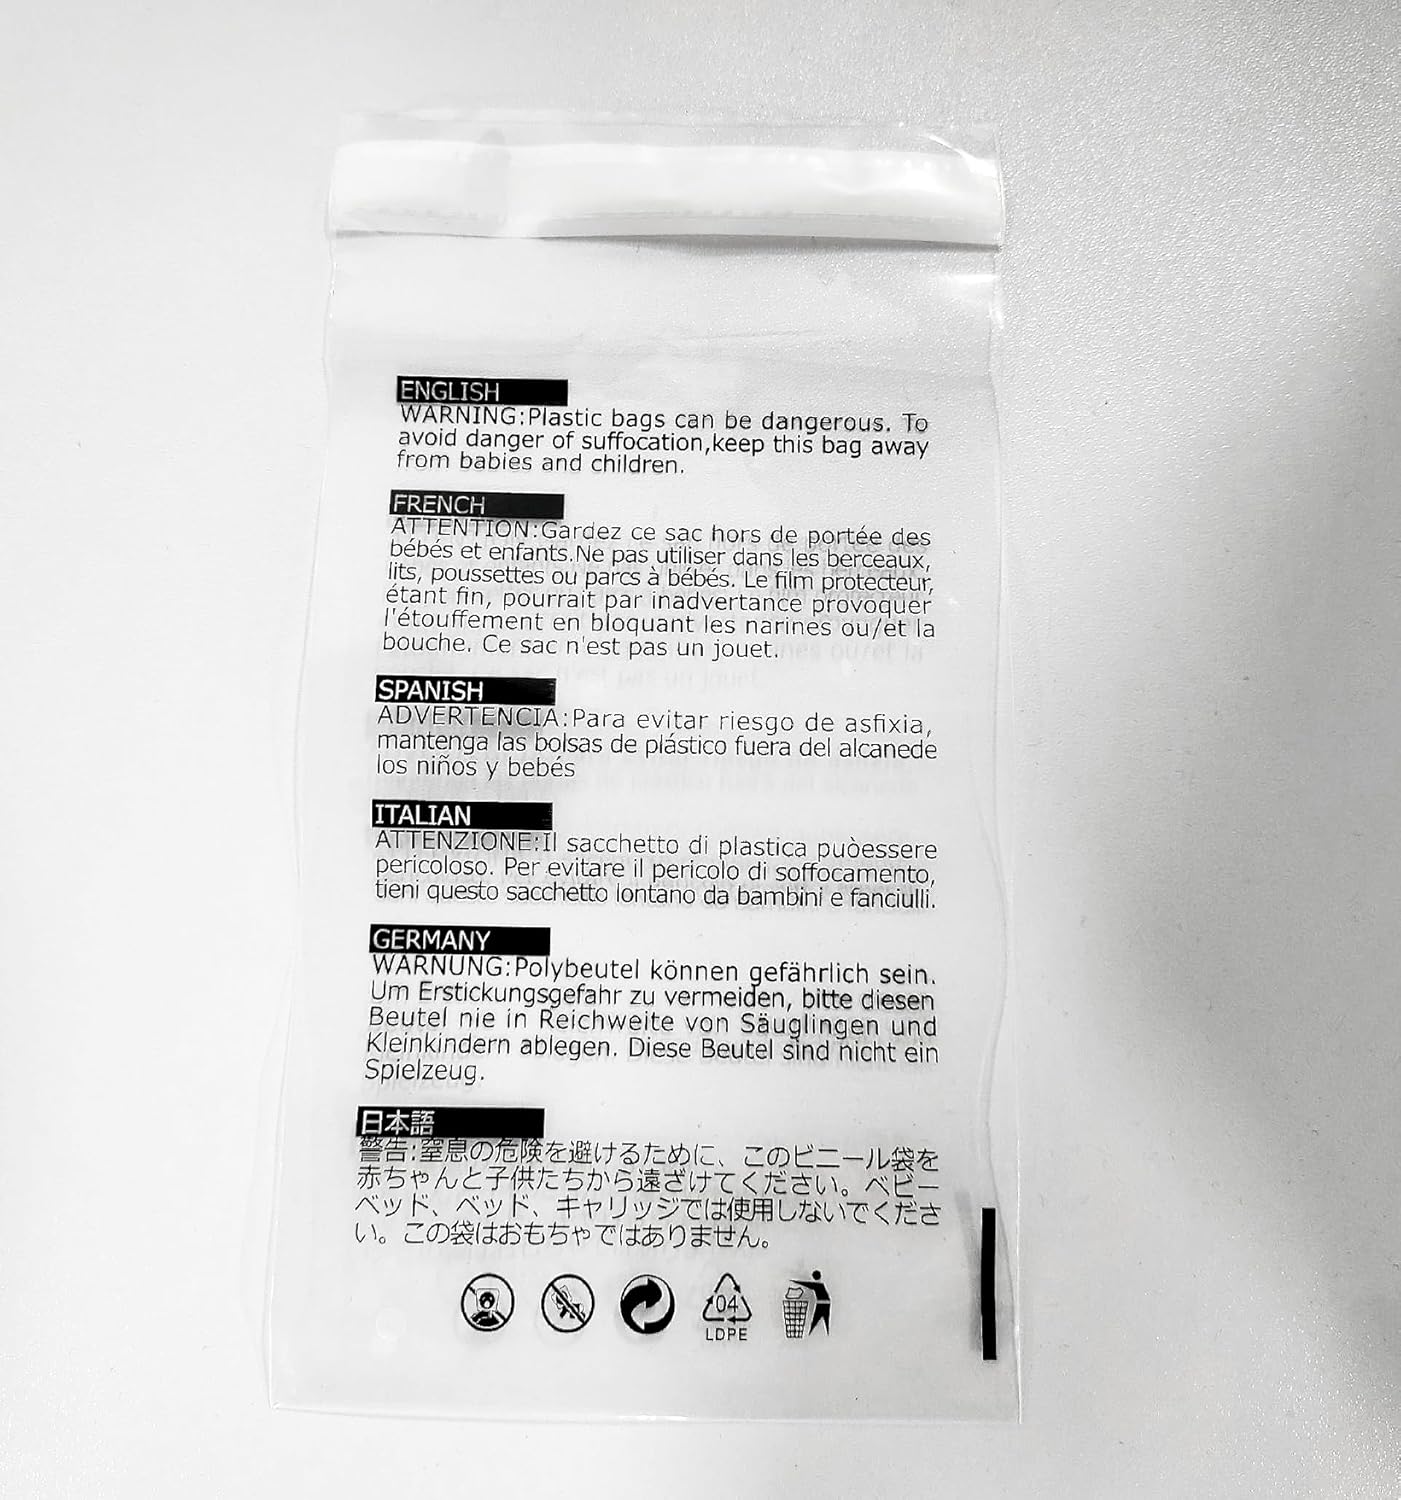 ENGLISH
WARNING:Plastic bags can be dangerous. To
avoid danger of suffocation,keep this bag away
from babies and children.
FRENCH
ATTENTION:Gardez ce sac hors de portée des
bébés et enfants.Ne pas utiliser dans les berceaux,
lits, poussettes ou parcs à bébés. Le film protecteur,
étant fin, pourrait par inadvertance provoquer
l'étouffement en bloquant les narines ou/et la
bouche. Ce sac n'est pas un jouet.
SPANISH
ADVERTENCIA:Para evitar riesgo de asfixia,
mantenga las bolsas de plástico fuera del alcanede
los niños y bebés
ITALIAN
ATTENZIONE:Il sacchetto di plastica puòessere
pericoloso. Per evitare il pericolo di soffocamento,
tieni questo sacchetto lontano da bambini e fanciulli.
GERMANY
WARNUNG:Polybeutel können gefährlich sein.
Um Erstickungsgefahr zu vermeiden, bitte diesen
Beutel nie in Reichweite von Säuglingen und
Kleinkindern ablegen. Diese Beutel sind nicht ein
Spielzeug.
日本語
警告:窒息の危険を避けるために、このビニール袋を
赤ちゃんと子供たちから遠ざけてください。ベビー
ベッド、ベッド、キャリッジでは使用しないでくださ
い。この袋はおもちゃではありません。
04
LDPE